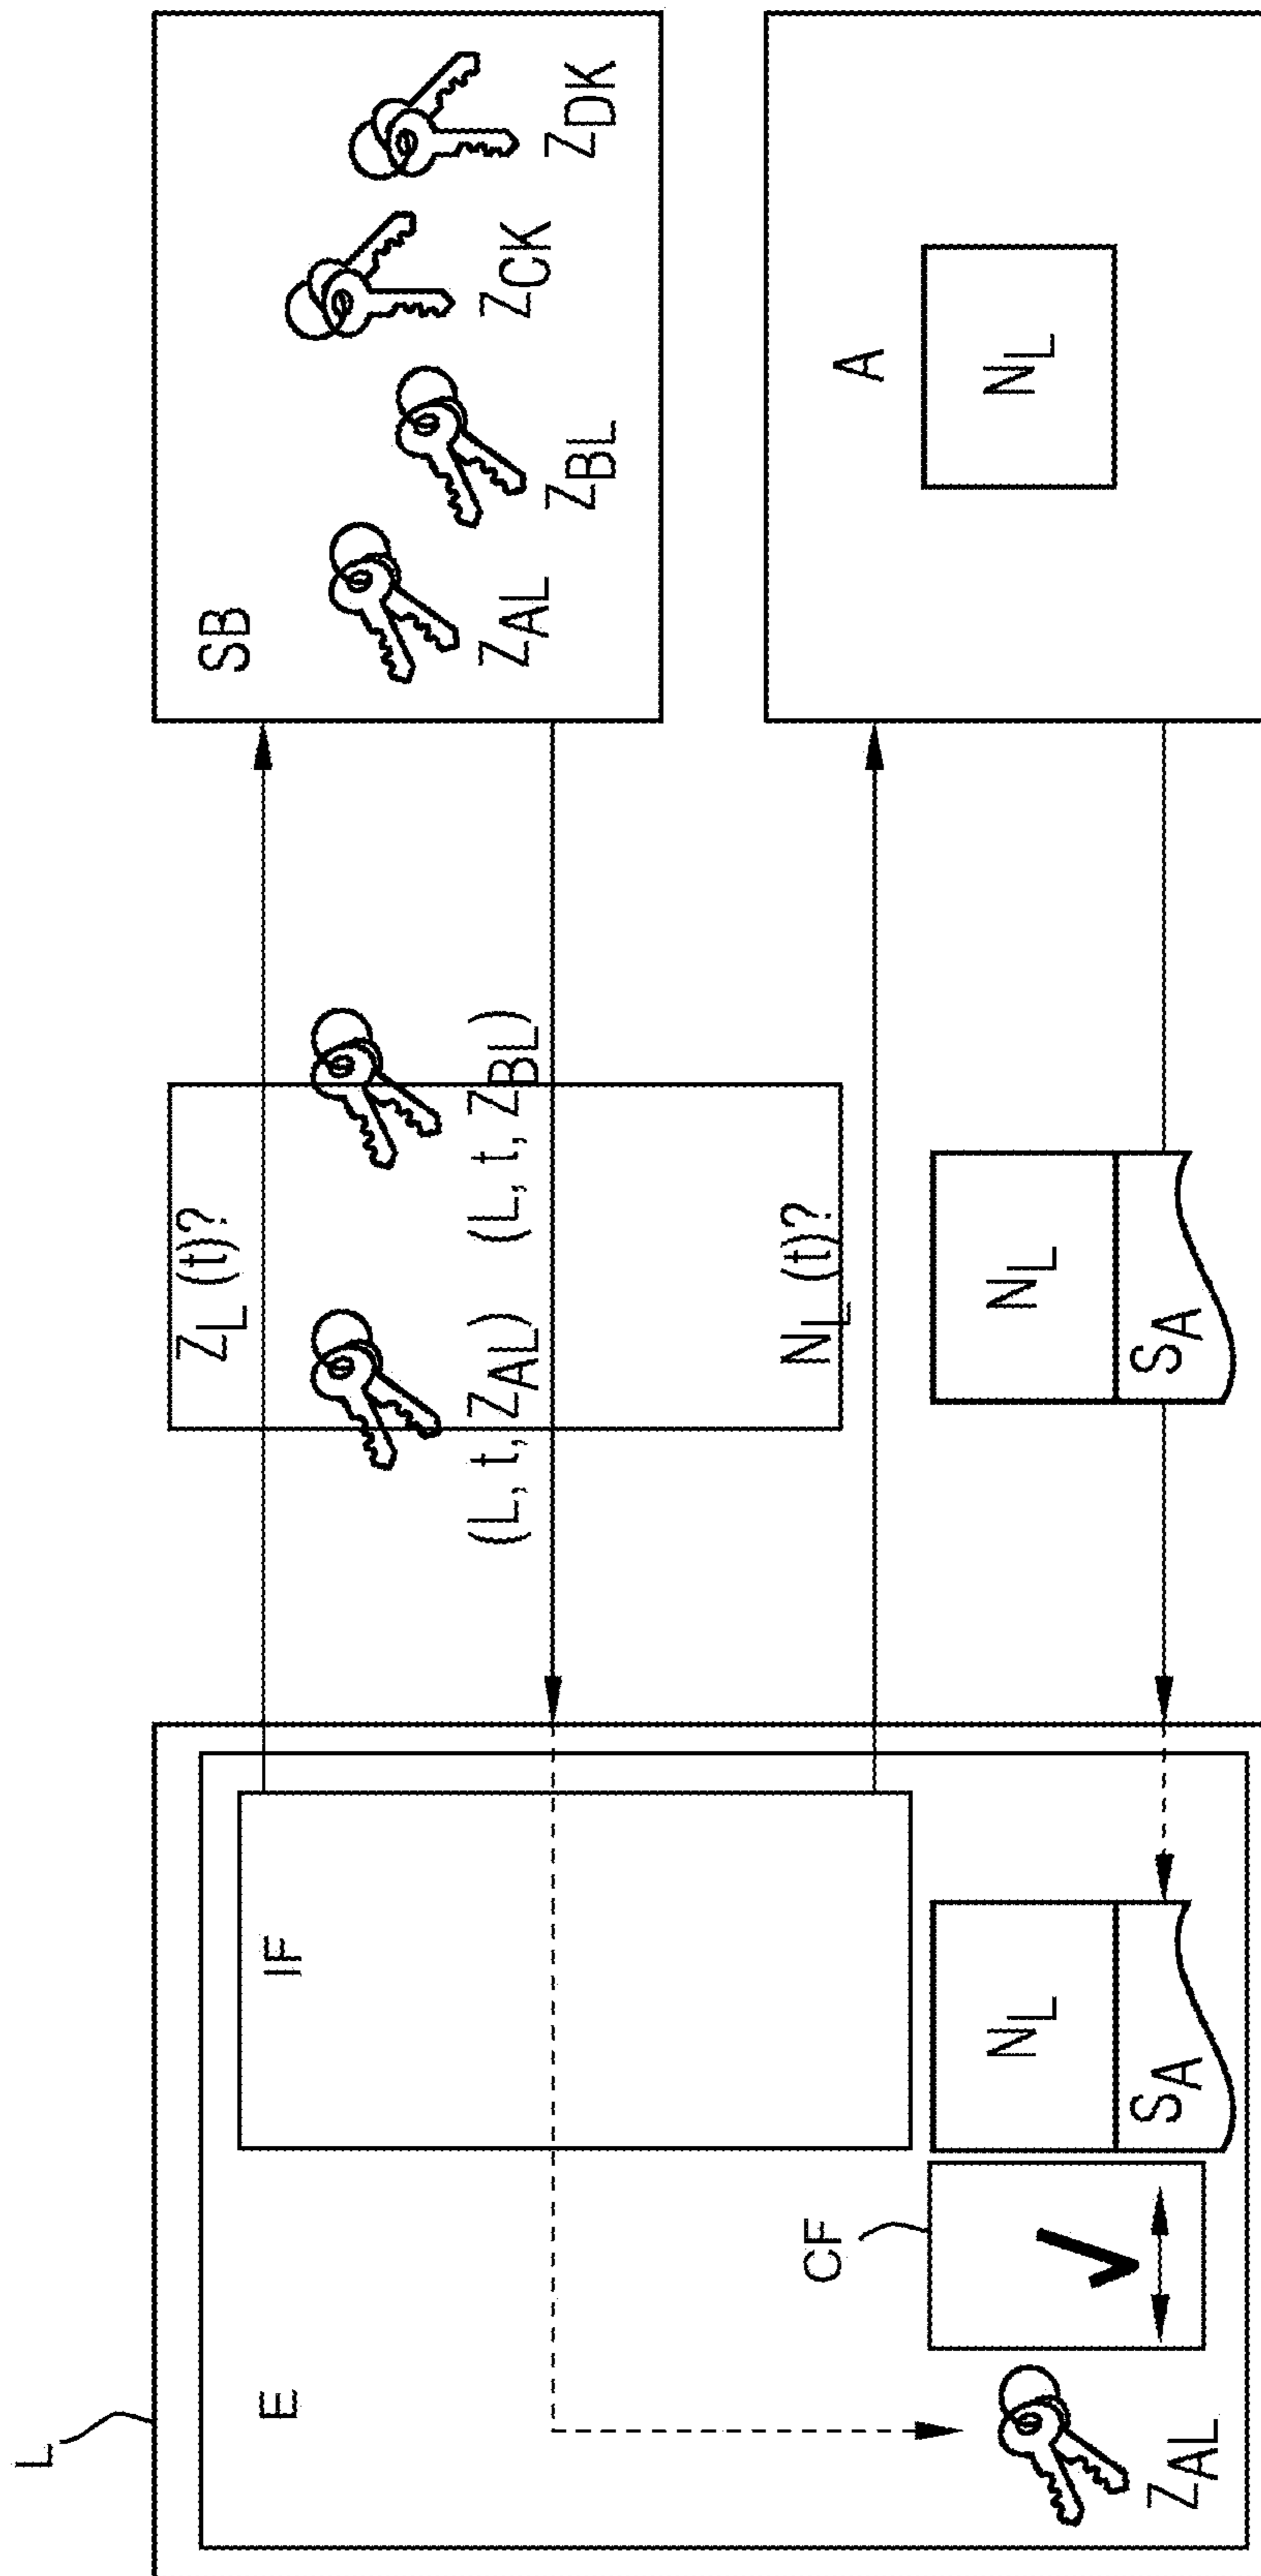 L
E
IF
Z_L (t)?
SB
(L, t, Z_AL) (L, t, Z_BL)
Z_AL
Z_BL
Z_CK
Z_DK
N_L (t)?
A
CF
N_L
N_L
N_L
Z_AL
S_A
S_A